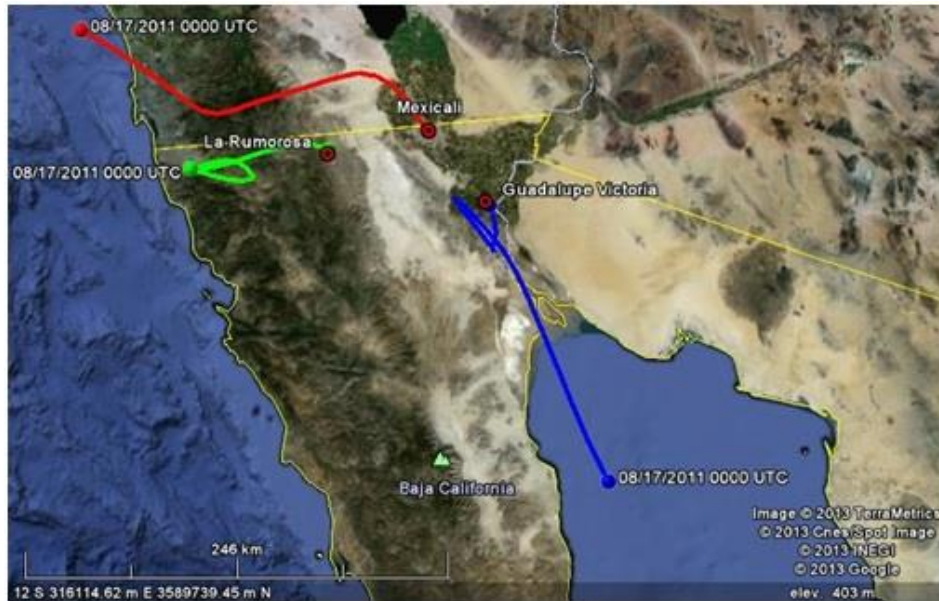 08/17/2011 0000 UTC
Mexicali
La Rumorosa
08/17/2011 0000 UTC
Guadalupe Victoria
08/17/2011 0000 UTC
Baja California
Image © 2013 TerraMetrics
© 2013 Cnes/Spot Image
© 2013 INEGI
© 2013 Google
246 km
12 S 316114.62 m E 3589739.45 m N
elev. 403 m